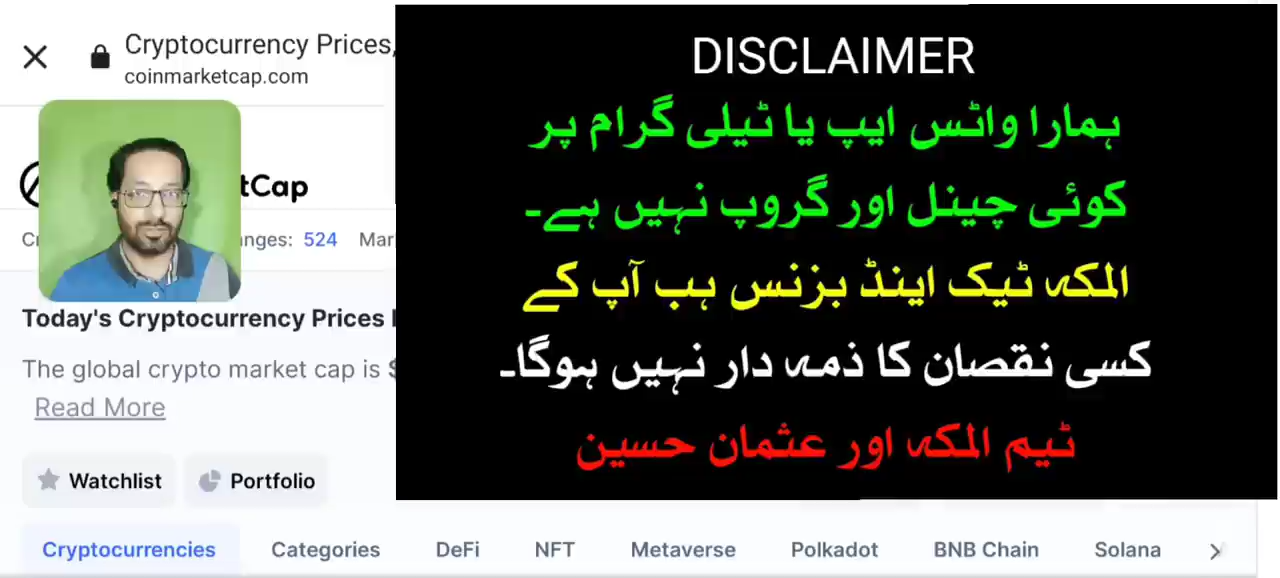 Cryptocurrency Prices,
coinmarketcap.com
tCap
nges: 524 Mar
Today's Cryptocurrency Prices
The global crypto market cap is
Read More
Watchlist Portfolio
Cryptocurrencies Categories DeFi NFT Metaverse Polkadot BNB Chain Solana
DISCLAIMER
ہمارا واٹس ایپ یا ٹیلی گرام پر
کوئی چینل اور گروپ نہیں ہے۔
المکہ ٹیک اینڈ بزنس ہب آپ کے
کسی نقصان کا ذمہ دار نہیں ہوگا۔
ٹیم المکہ اور عثمان حسین